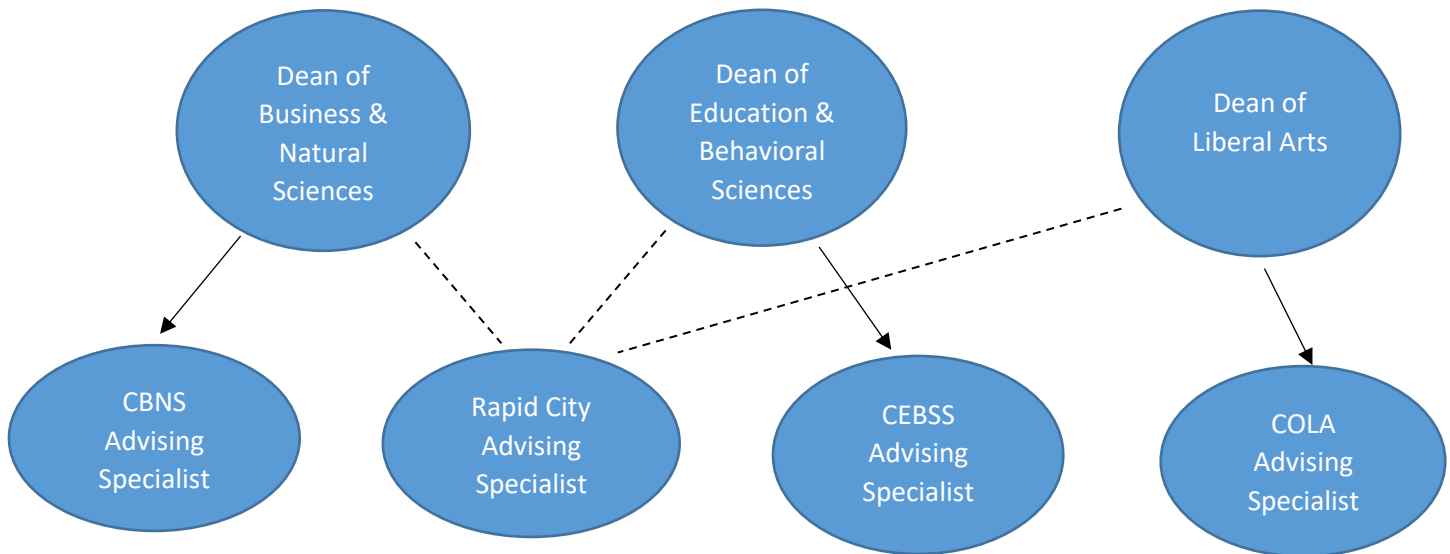 Dean of
Business &
Natural
Sciences
Dean of
Education &
Behavioral
Sciences
Dean of
Liberal Arts
CBNS
Advising
Specialist
Rapid City
Advising
Specialist
CEBSS
Advising
Specialist
COLA
Advising
Specialist